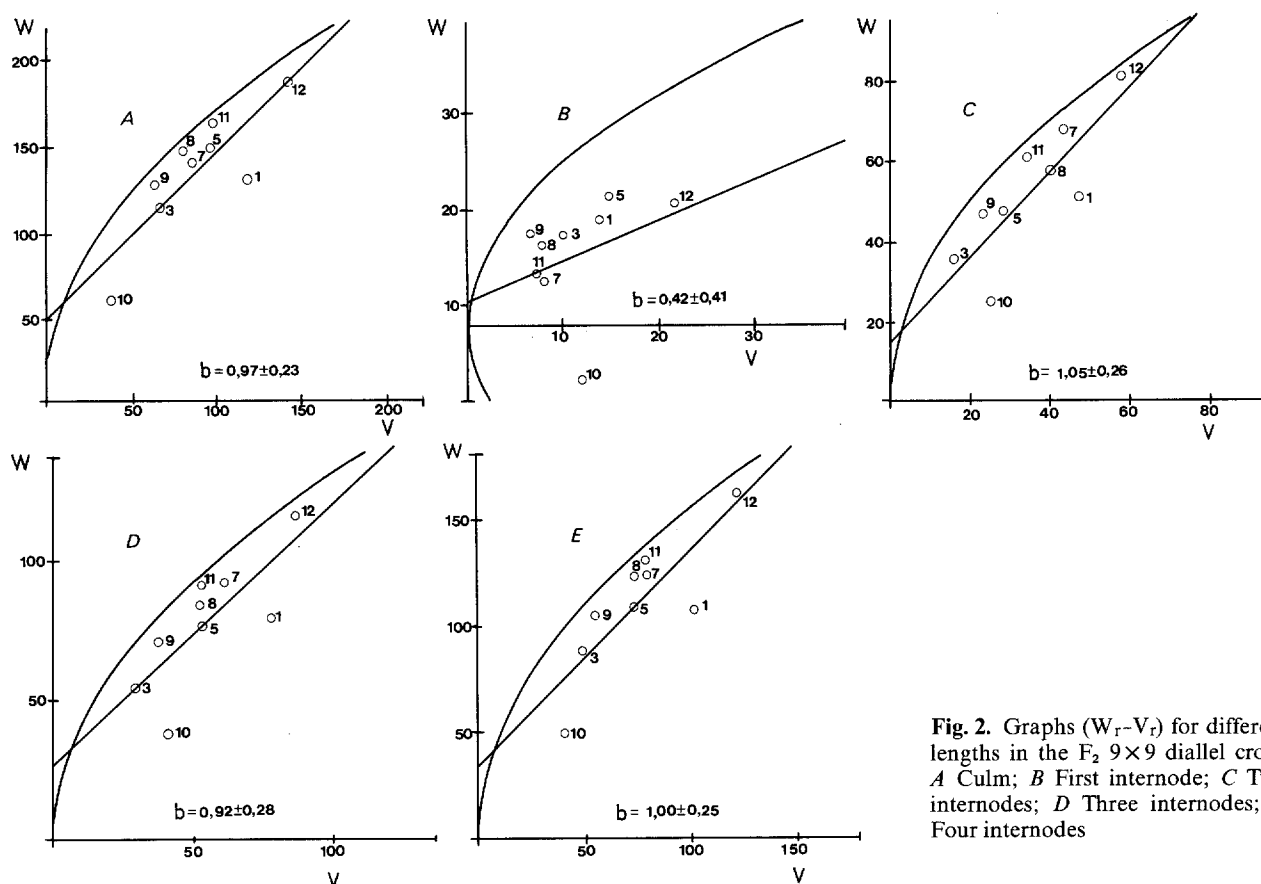 W
200
150
100
50
A
12
11
8
5
7
9
1
3
10
b=0,97±0,23
50 100 150 200
V
W
30
20
10
B
5
12
1
9
3
8
11
7
b=0,42±0,41
10 20 30
V
10
W
80
60
40
20
C
12
7
11
8
1
9
5
3
10
b= 1,05±0,26
20 40 60 80
V
W
100
50
D
12
11 7
8
1
5
9
3
10
b=0,92±0,28
50 100
V
W
150
100
50
E
12
11
8
7
9
5
1
3
10
b=1,00±0,25
50 100 150
V
Fig. 2. Graphs (Wr-Vr) for differe
lengths in the F2 9×9 diallel cro
A Culm; B First internode; C T
internodes; D Three internodes;
Four internodes